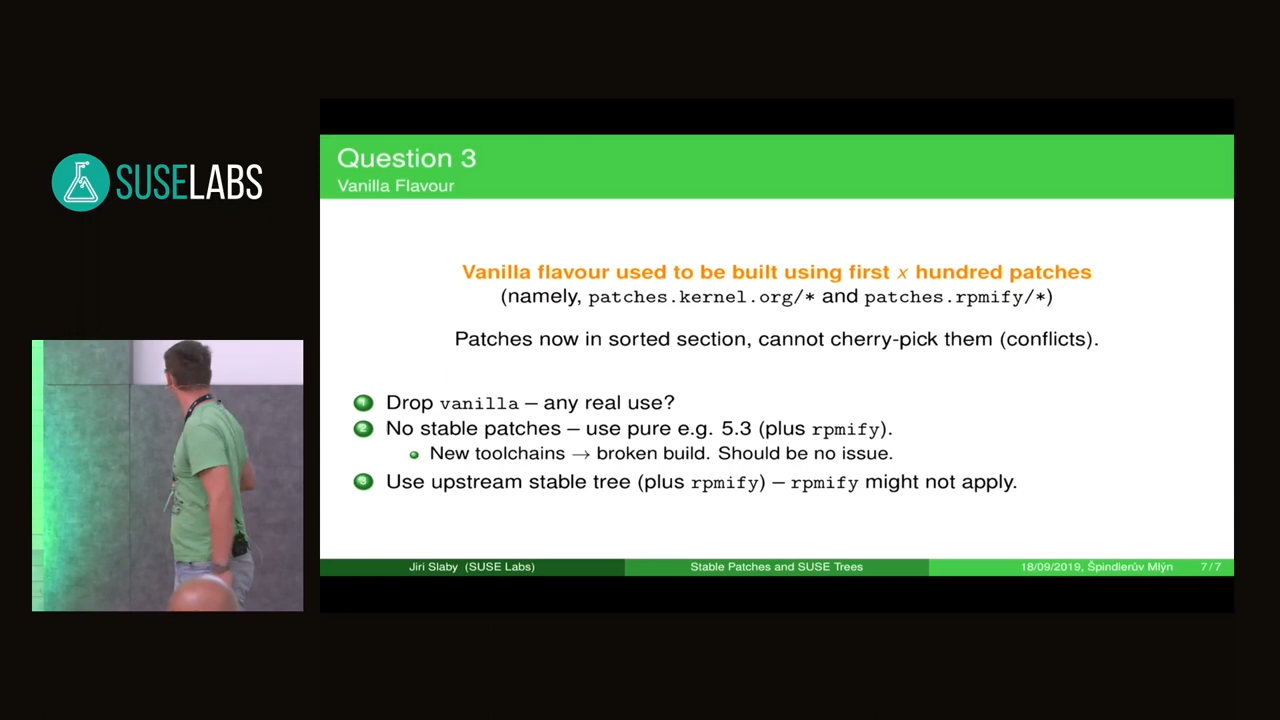 SUSELABS
Question 3
Vanilla Flavour
Vanilla flavour used to be built using first x hundred patches
(namely, patches.kernel.org/* and patches.rpmify/*)
Patches now in sorted section, cannot cherry-pick them (conflicts).
1 Drop vanilla – any real use?
2 No stable patches – use pure e.g. 5.3 (plus rpmify).
New toolchains → broken build. Should be no issue.
3 Use upstream stable tree (plus rpmify) – rpmify might not apply.
Jiri Slaby (SUSE Labs) Stable Patches and SUSE Trees 18/09/2019, Špindlerův Mlýn 7/7